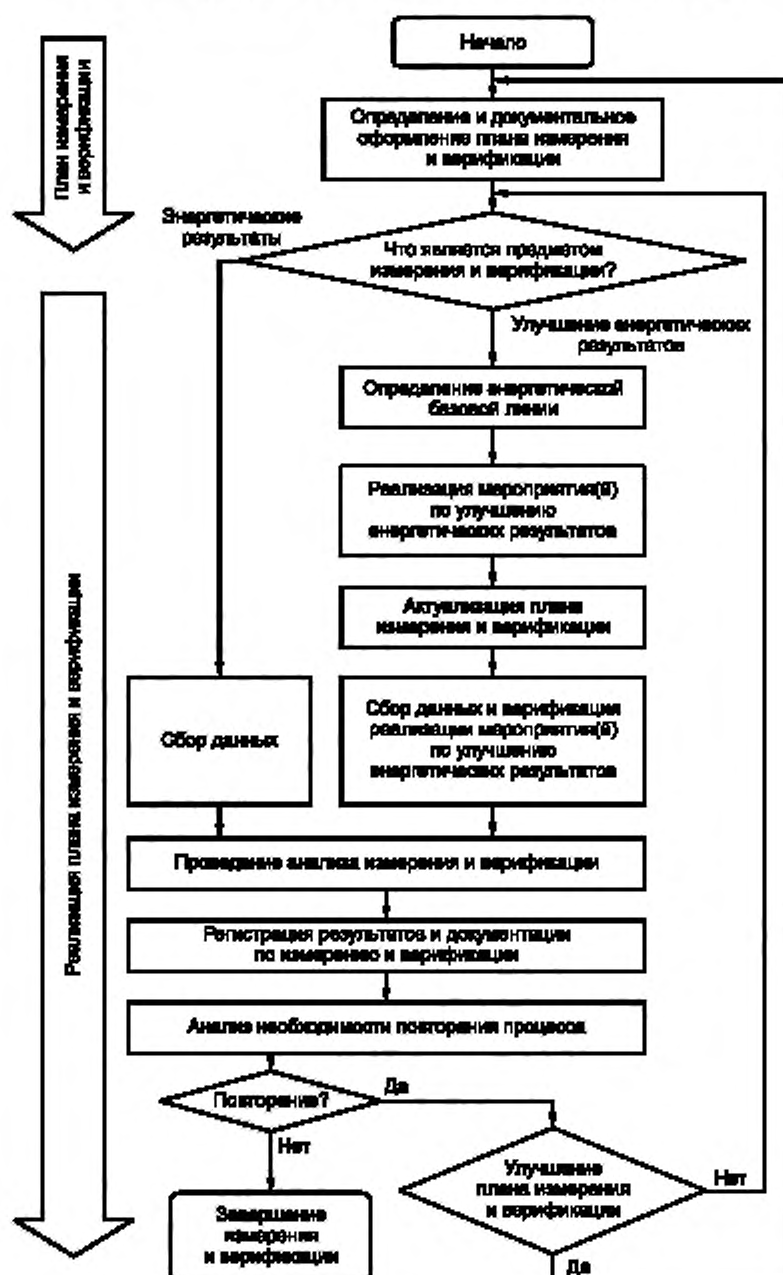 План измерения
и верификации
Начало
Определение и документальное
оформление плана измерения
и верификации
Энергетические
результаты
Что является предметом
измерения и верификации?
Улучшение энергетических
результатов
Определение энергетической
базовой линии
Реализация мероприятия(й)
по улучшению
энергетических результатов
Актуализация плана
измерения и верификации
Реализация плана измерения и верификации
Сбор данных
Сбор данных и верификация
реализации мероприятия(й)
по улучшению
энергетических результатов
Проведение анализа измерения и верификации
Регистрация результатов и документации
по измерению и верификации
Анализ необходимости повторения процесса
Повторение?
Да
Нет
Улучшение
плана измерения
и верификации
Нет
Завершение
измерения
и верификации
Да